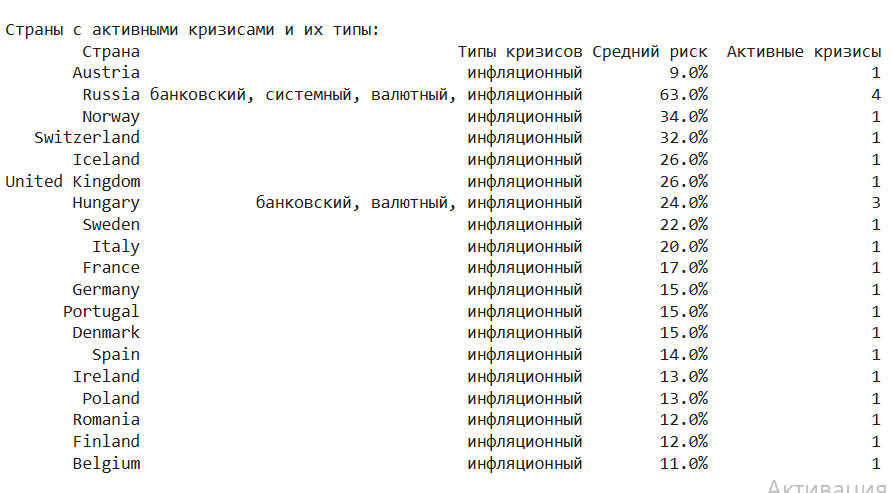 Страны с активными кризисами и их типы:
Страна Типы кризисов Средний риск Активные кризисы
Austria инфляционный 9.0% 1
Russia банковский, системный, валютный, инфляционный 63.0% 4
Norway инфляционный 34.0% 1
Switzerland инфляционный 32.0% 1
Iceland инфляционный 26.0% 1
United Kingdom инфляционный 26.0% 1
Hungary банковский, валютный, инфляционный 24.0% 3
Sweden инфляционный 22.0% 1
Italy инфляционный 20.0% 1
France инфляционный 17.0% 1
Germany инфляционный 15.0% 1
Portugal инфляционный 15.0% 1
Denmark инфляционный 15.0% 1
Spain инфляционный 14.0% 1
Ireland инфляционный 13.0% 1
Poland инфляционный 13.0% 1
Romania инфляционный 12.0% 1
Finland инфляционный 12.0% 1
Belgium инфляционный 11.0% 1
Активация